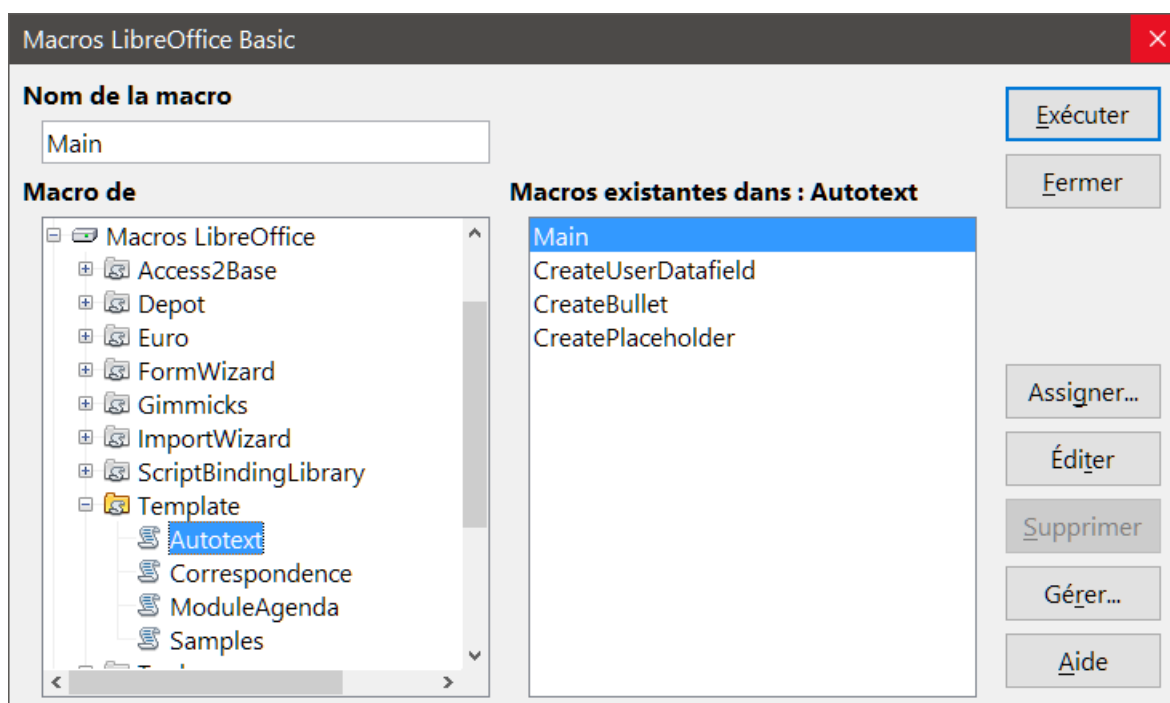 Macros LibreOffice Basic
Nom de la macro
Main
Macro de
Macros LibreOffice
Access2Base
Depot
Euro
FormWizard
Gimmicks
ImportWizard
ScriptBindingLibrary
Template
Autotext
Correspondence
ModuleAgenda
Samples
Macros existantes dans : Autotext
Main
CreateUserDatafield
CreateBullet
CreatePlaceholder
Exécuter
Fermer
Assigner...
Éditer
Supprimer
Gérer...
Aide